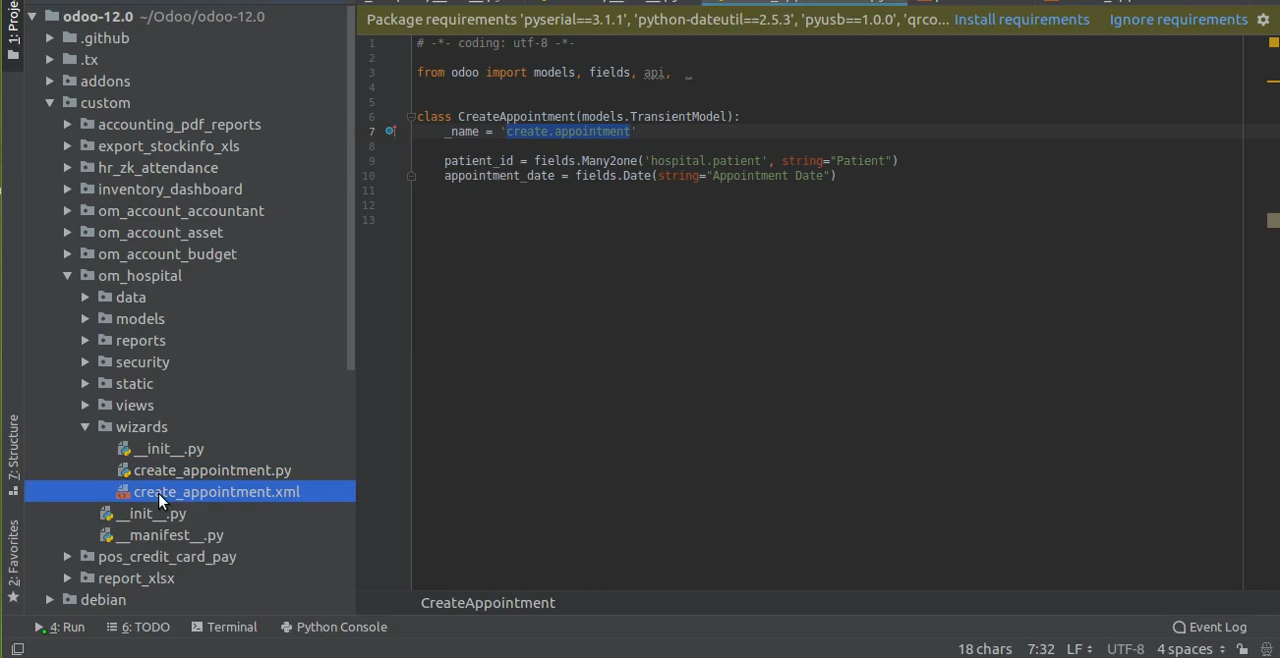 1: Proje
odoo-12.0 ~/Odoo/odoo-12.0
.github
.tx
addons
custom
accounting_pdf_reports
export_stockinfo_xls
hr_zk_attendance
inventory_dashboard
om_account_accountant
om_account_asset
om_account_budget
om_hospital
data
models
reports
security
static
views
wizards
__init__.py
create_appointment.py
create_appointment.xml
__init__.py
__manifest__.py
pos_credit_card_pay
report_xlsx
debian
7: Structure
2: Favorites
Package requirements 'pyserial==3.1.1', 'python-dateutil==2.5.3', 'pyusb==1.0.0', 'qrco... Install requirements Ignore requirements
1 # -*- coding: utf-8 -*-
2
3 from odoo import models, fields, api, _
4
5
6 class CreateAppointment(models.TransientModel):
7 _name = 'create.appointment'
8
9 patient_id = fields.Many2one('hospital.patient', string="Patient")
10 appointment_date = fields.Date(string="Appointment Date")
11
12
13
CreateAppointment
4: Run 6: TODO Terminal Python Console Event Log
18 chars 7:32 LF UTF-8 4 spaces